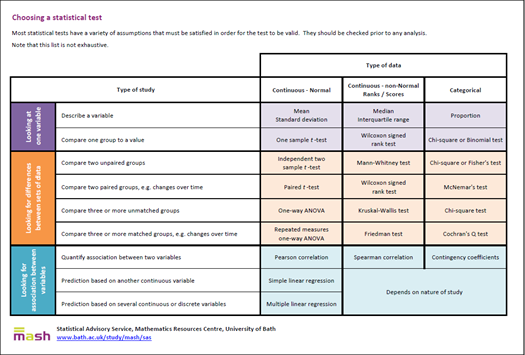 Choosing a statistical test
Most statistical tests have a variety of assumptions that must be satisfied in order for the test to be valid. They should be checked prior to any analysis.
Note that this list is not exhaustive.
Type of data
Type of study
Continuous - Normal
Continuous - non-Normal
Ranks / Scores
Categorical
Looking at
one variable
Describe a variable
Mean
Standard deviation
Median
Interquartile range
Proportion
Compare one group to a value
One sample t-test
Wilcoxon signed
rank test
Chi-square or Binomial test
Looking for differences
between sets of data
Compare two unpaired groups
Independent two
sample t-test
Mann-Whitney test
Chi-square or Fisher's test
Compare two paired groups, e.g. changes over time
Paired t-test
Wilcoxon signed
rank test
McNemar's test
Compare three or more unmatched groups
One-way ANOVA
Kruskal-Wallis test
Chi-square test
Compare three or more matched groups, e.g. changes over time
Repeated measures
one-way ANOVA
Friedman test
Cochran's Q test
Looking for
association between
variables
Quantify association between two variables
Pearson correlation
Spearman correlation
Contingency coefficients
Prediction based on another continuous variable
Simple linear regression
Depends on nature of study
Prediction based on several continuous or discrete variables
Multiple linear regression
mash
Statistical Advisory Service, Mathematics Resources Centre, University of Bath
www.bath.ac.uk/study/mash/sas